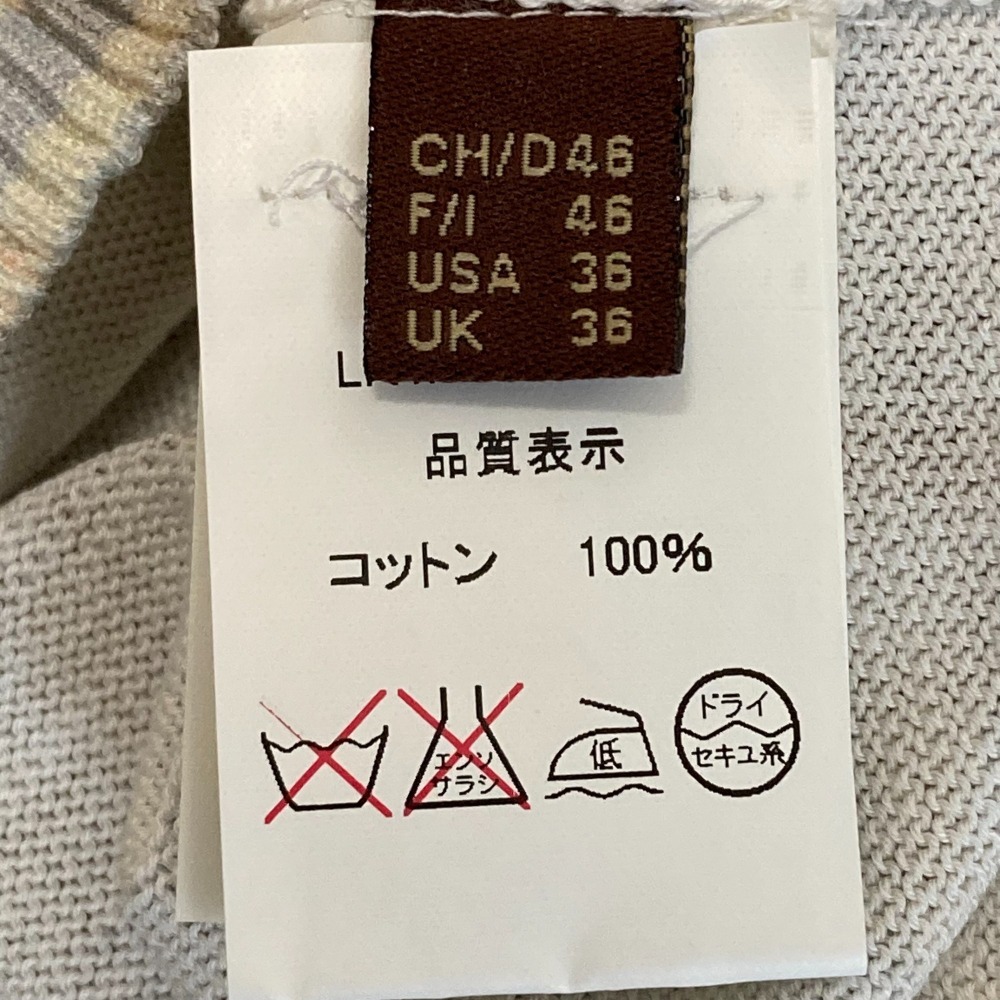 CH/D 46
F/I 46
USA 36
UK 36
品質表示
コットン 100%
エンソ
サラシ
低
ドライ
セキユ系